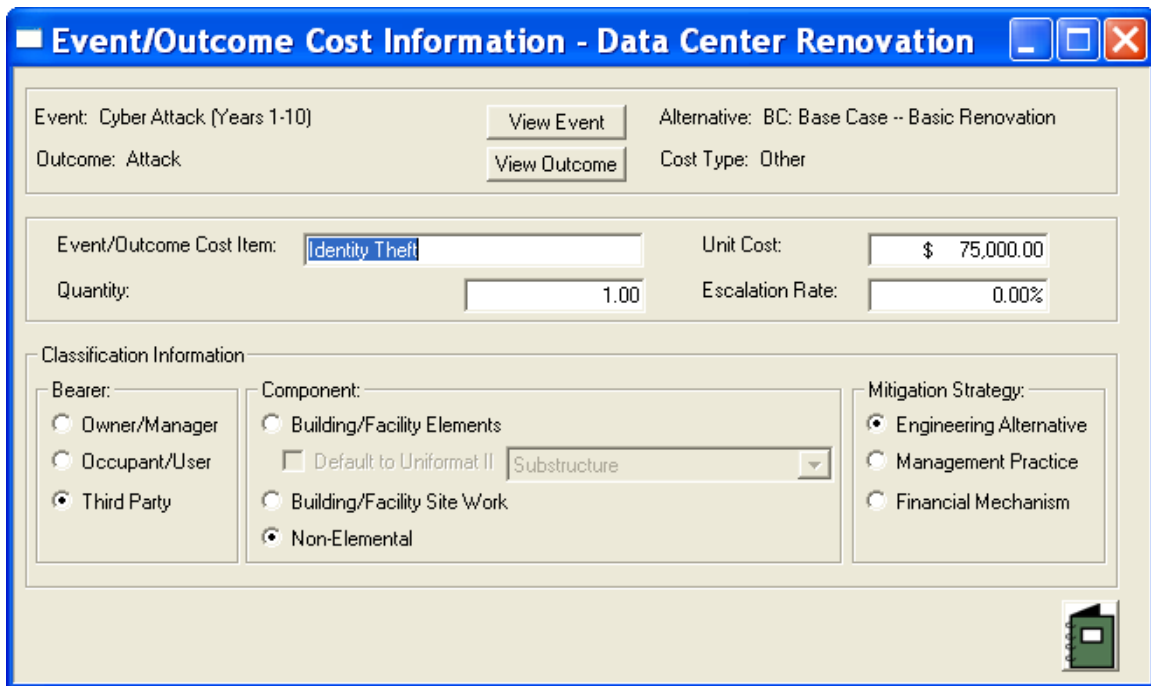 Event/Outcome Cost Information - Data Center Renovation
Event: Cyber Attack (Years 1-10)
View Event
Alternative: BC: Base Case -- Basic Renovation
Outcome: Attack
View Outcome
Cost Type: Other
Event/Outcome Cost Item: Identity Theft
Unit Cost: $ 75,000.00
Quantity: 1.00
Escalation Rate: 0.00%
Classification Information
Bearer:
Owner/Manager
Occupant/User
Third Party
Component:
Building/Facility Elements
Default to Uniformat II Substructure
Building/Facility Site Work
Non-Elemental
Mitigation Strategy:
Engineering Alternative
Management Practice
Financial Mechanism